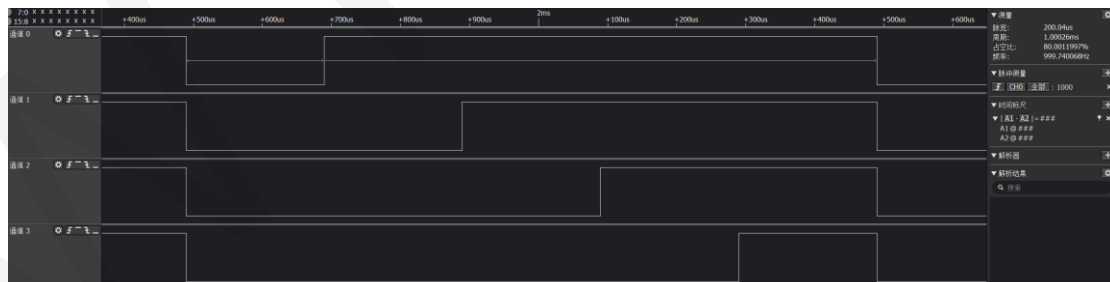 7:0 X X X X X X X X
15:8 X X X X X X X X
+400us +500us +600us +700us +800us +900us 2ms +100us +200us +300us +400us +500us +600us
通道 0
通道 1
通道 2
通道 3
▼测量
脉宽: 200.04us
周期: 1.00026ms
占空比: 80.0011997%
频率: 999.740068Hz
▼脉冲测量 +
CH0 全部 : 1000 ×
▼时间标尺 +
▼ | A1 - A2 | = ### ×
A1 @ ###
A2 @ ###
▼解析器 +
▼解析结果
搜索